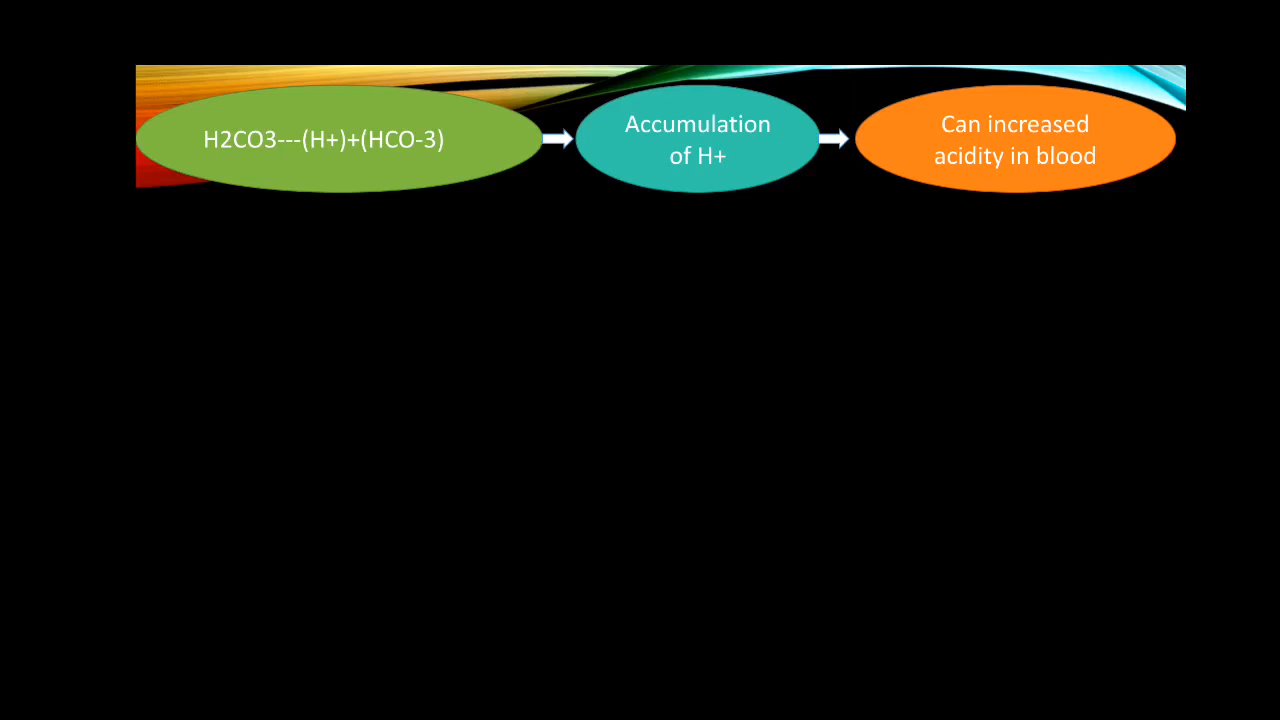 H2CO3---(H+)+(HCO-3)
Accumulation
of H+
Can increased
acidity in blood